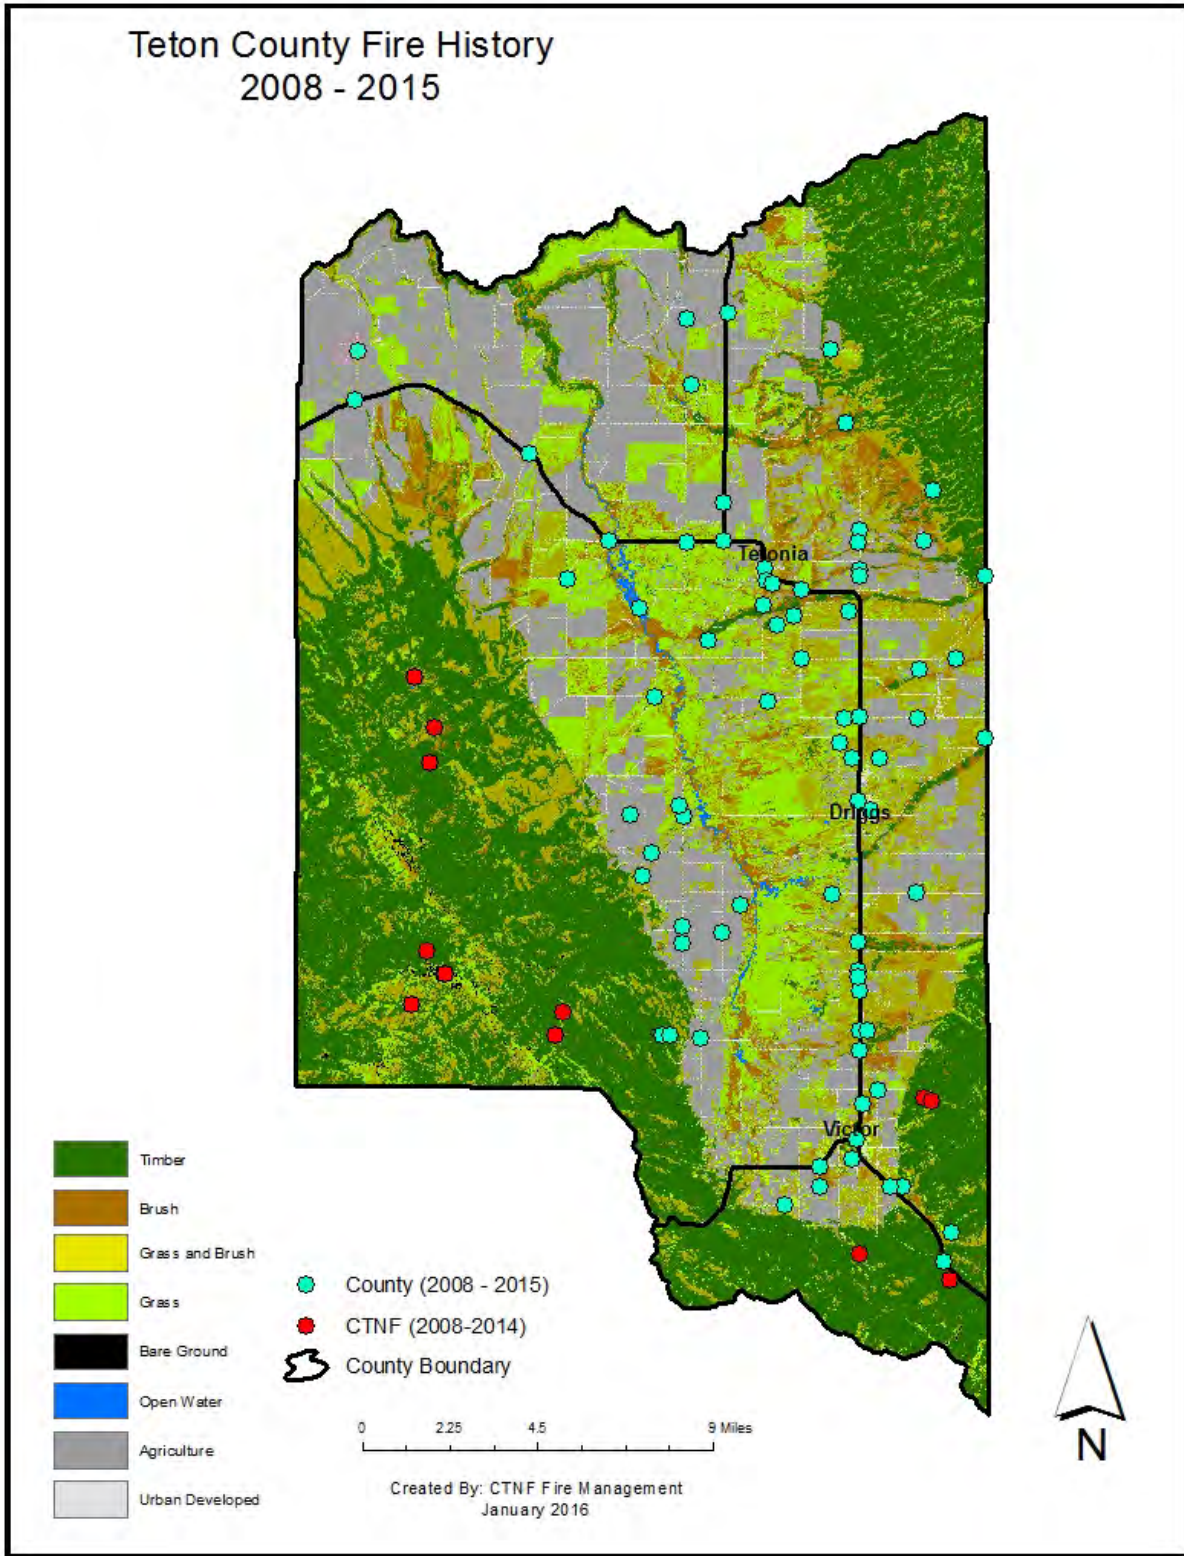 Teton County Fire History
2008 - 2015
Tetonia
Driggs
Victor
Timber
Brush
Grass and Brush
Grass
Bare Ground
Open Water
Agriculture
Urban Developed
County (2008 - 2015)
CTNF (2008-2014)
County Boundary
0 2.25 4.5 9 Miles
Created By: CTNF Fire Management
January 2016
N